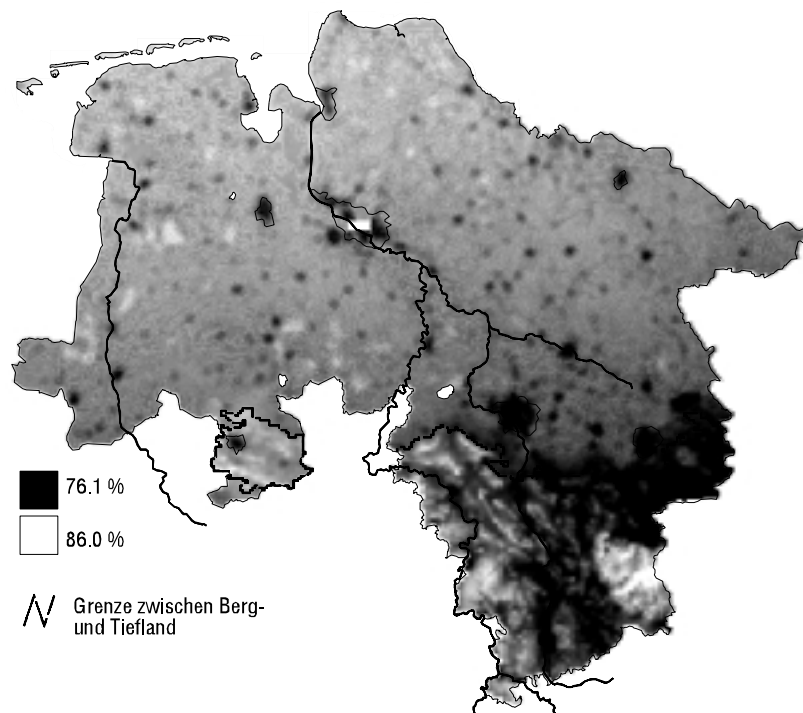 76.1 %
86.0 %
Grenze zwischen Berg-
und Tiefland